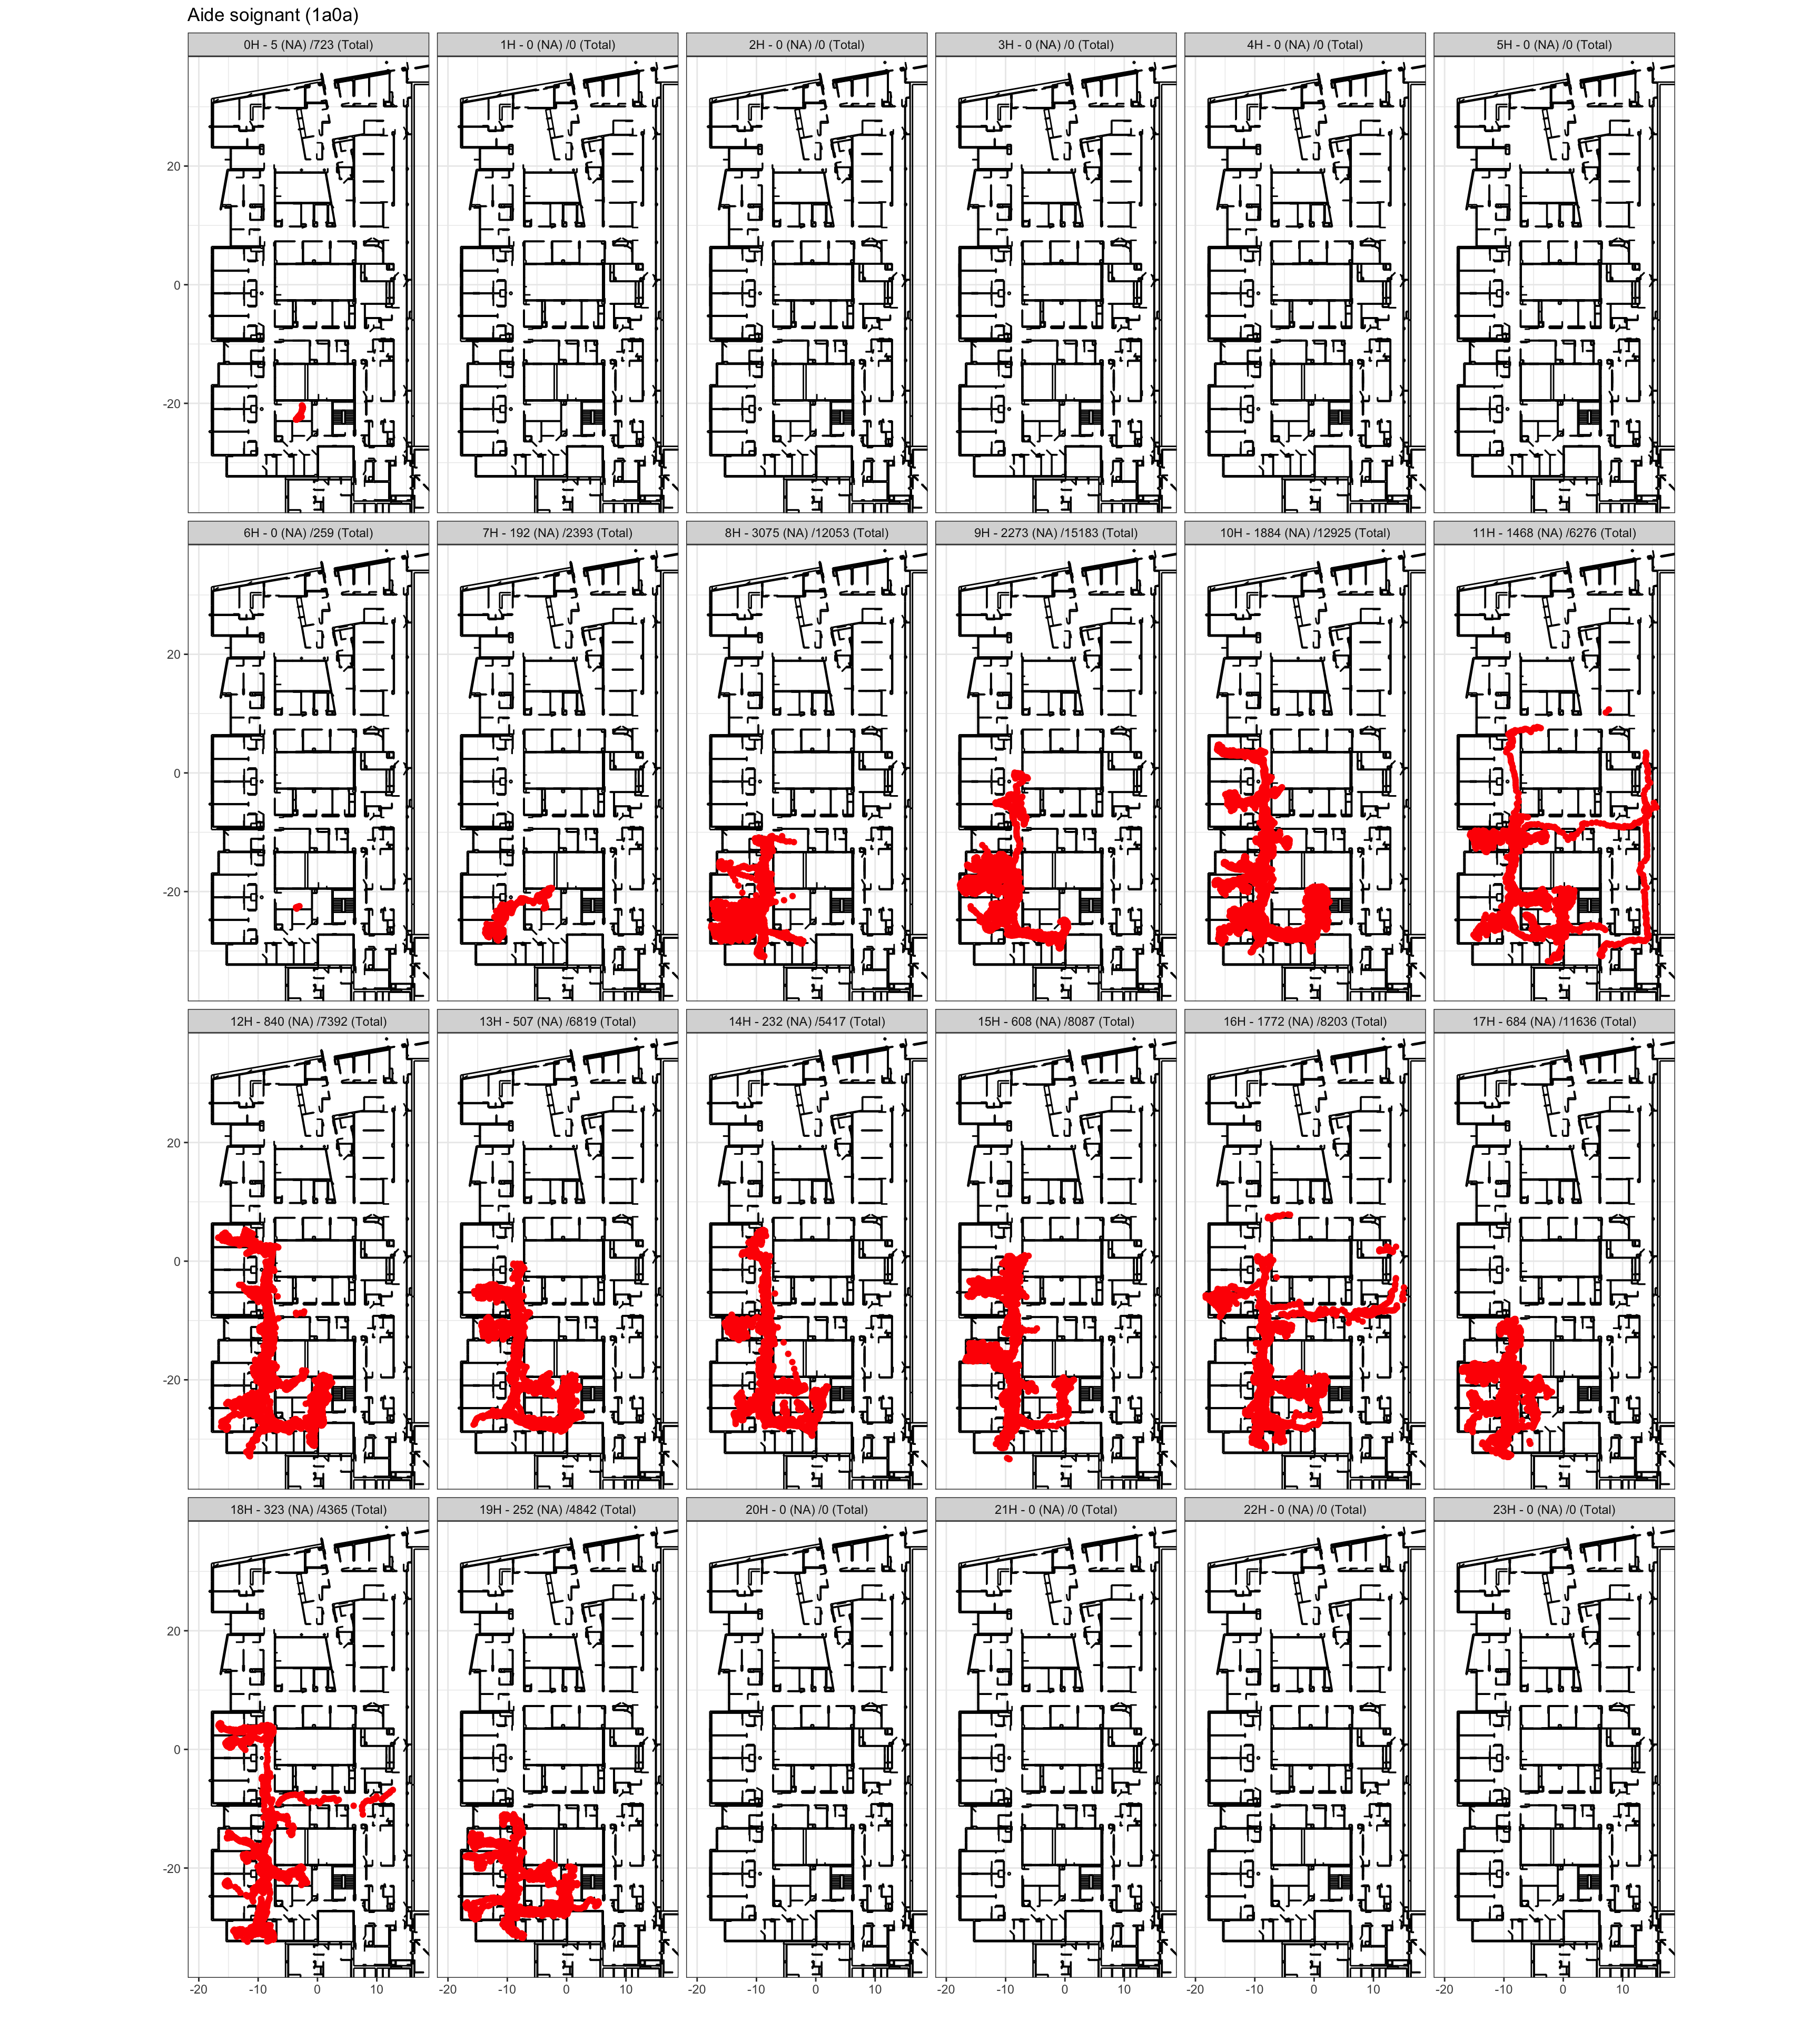 Aide soignant (1a0a)
0H - 5 (NA) /723 (Total) 1H - 0 (NA) /0 (Total) 2H - 0 (NA) /0 (Total) 3H - 0 (NA) /0 (Total) 4H - 0 (NA) /0 (Total) 5H - 0 (NA) /0 (Total)
20
0
-20
6H - 0 (NA) /259 (Total) 7H - 192 (NA) /2393 (Total) 8H - 3075 (NA) /12053 (Total) 9H - 2273 (NA) /15183 (Total) 10H - 1884 (NA) /12925 (Total) 11H - 1468 (NA) /6276 (Total)
20
0
-20
12H - 840 (NA) /7392 (Total) 13H - 507 (NA) /6819 (Total) 14H - 232 (NA) /5417 (Total) 15H - 608 (NA) /8087 (Total) 16H - 1772 (NA) /8203 (Total) 17H - 684 (NA) /11636 (Total)
20
0
-20
18H - 323 (NA) /4365 (Total) 19H - 252 (NA) /4842 (Total) 20H - 0 (NA) /0 (Total) 21H - 0 (NA) /0 (Total) 22H - 0 (NA) /0 (Total) 23H - 0 (NA) /0 (Total)
20
0
-20
-20 -10 0 10 -20 -10 0 10 -20 -10 0 10 -20 -10 0 10 -20 -10 0 10 -20 -10 0 10